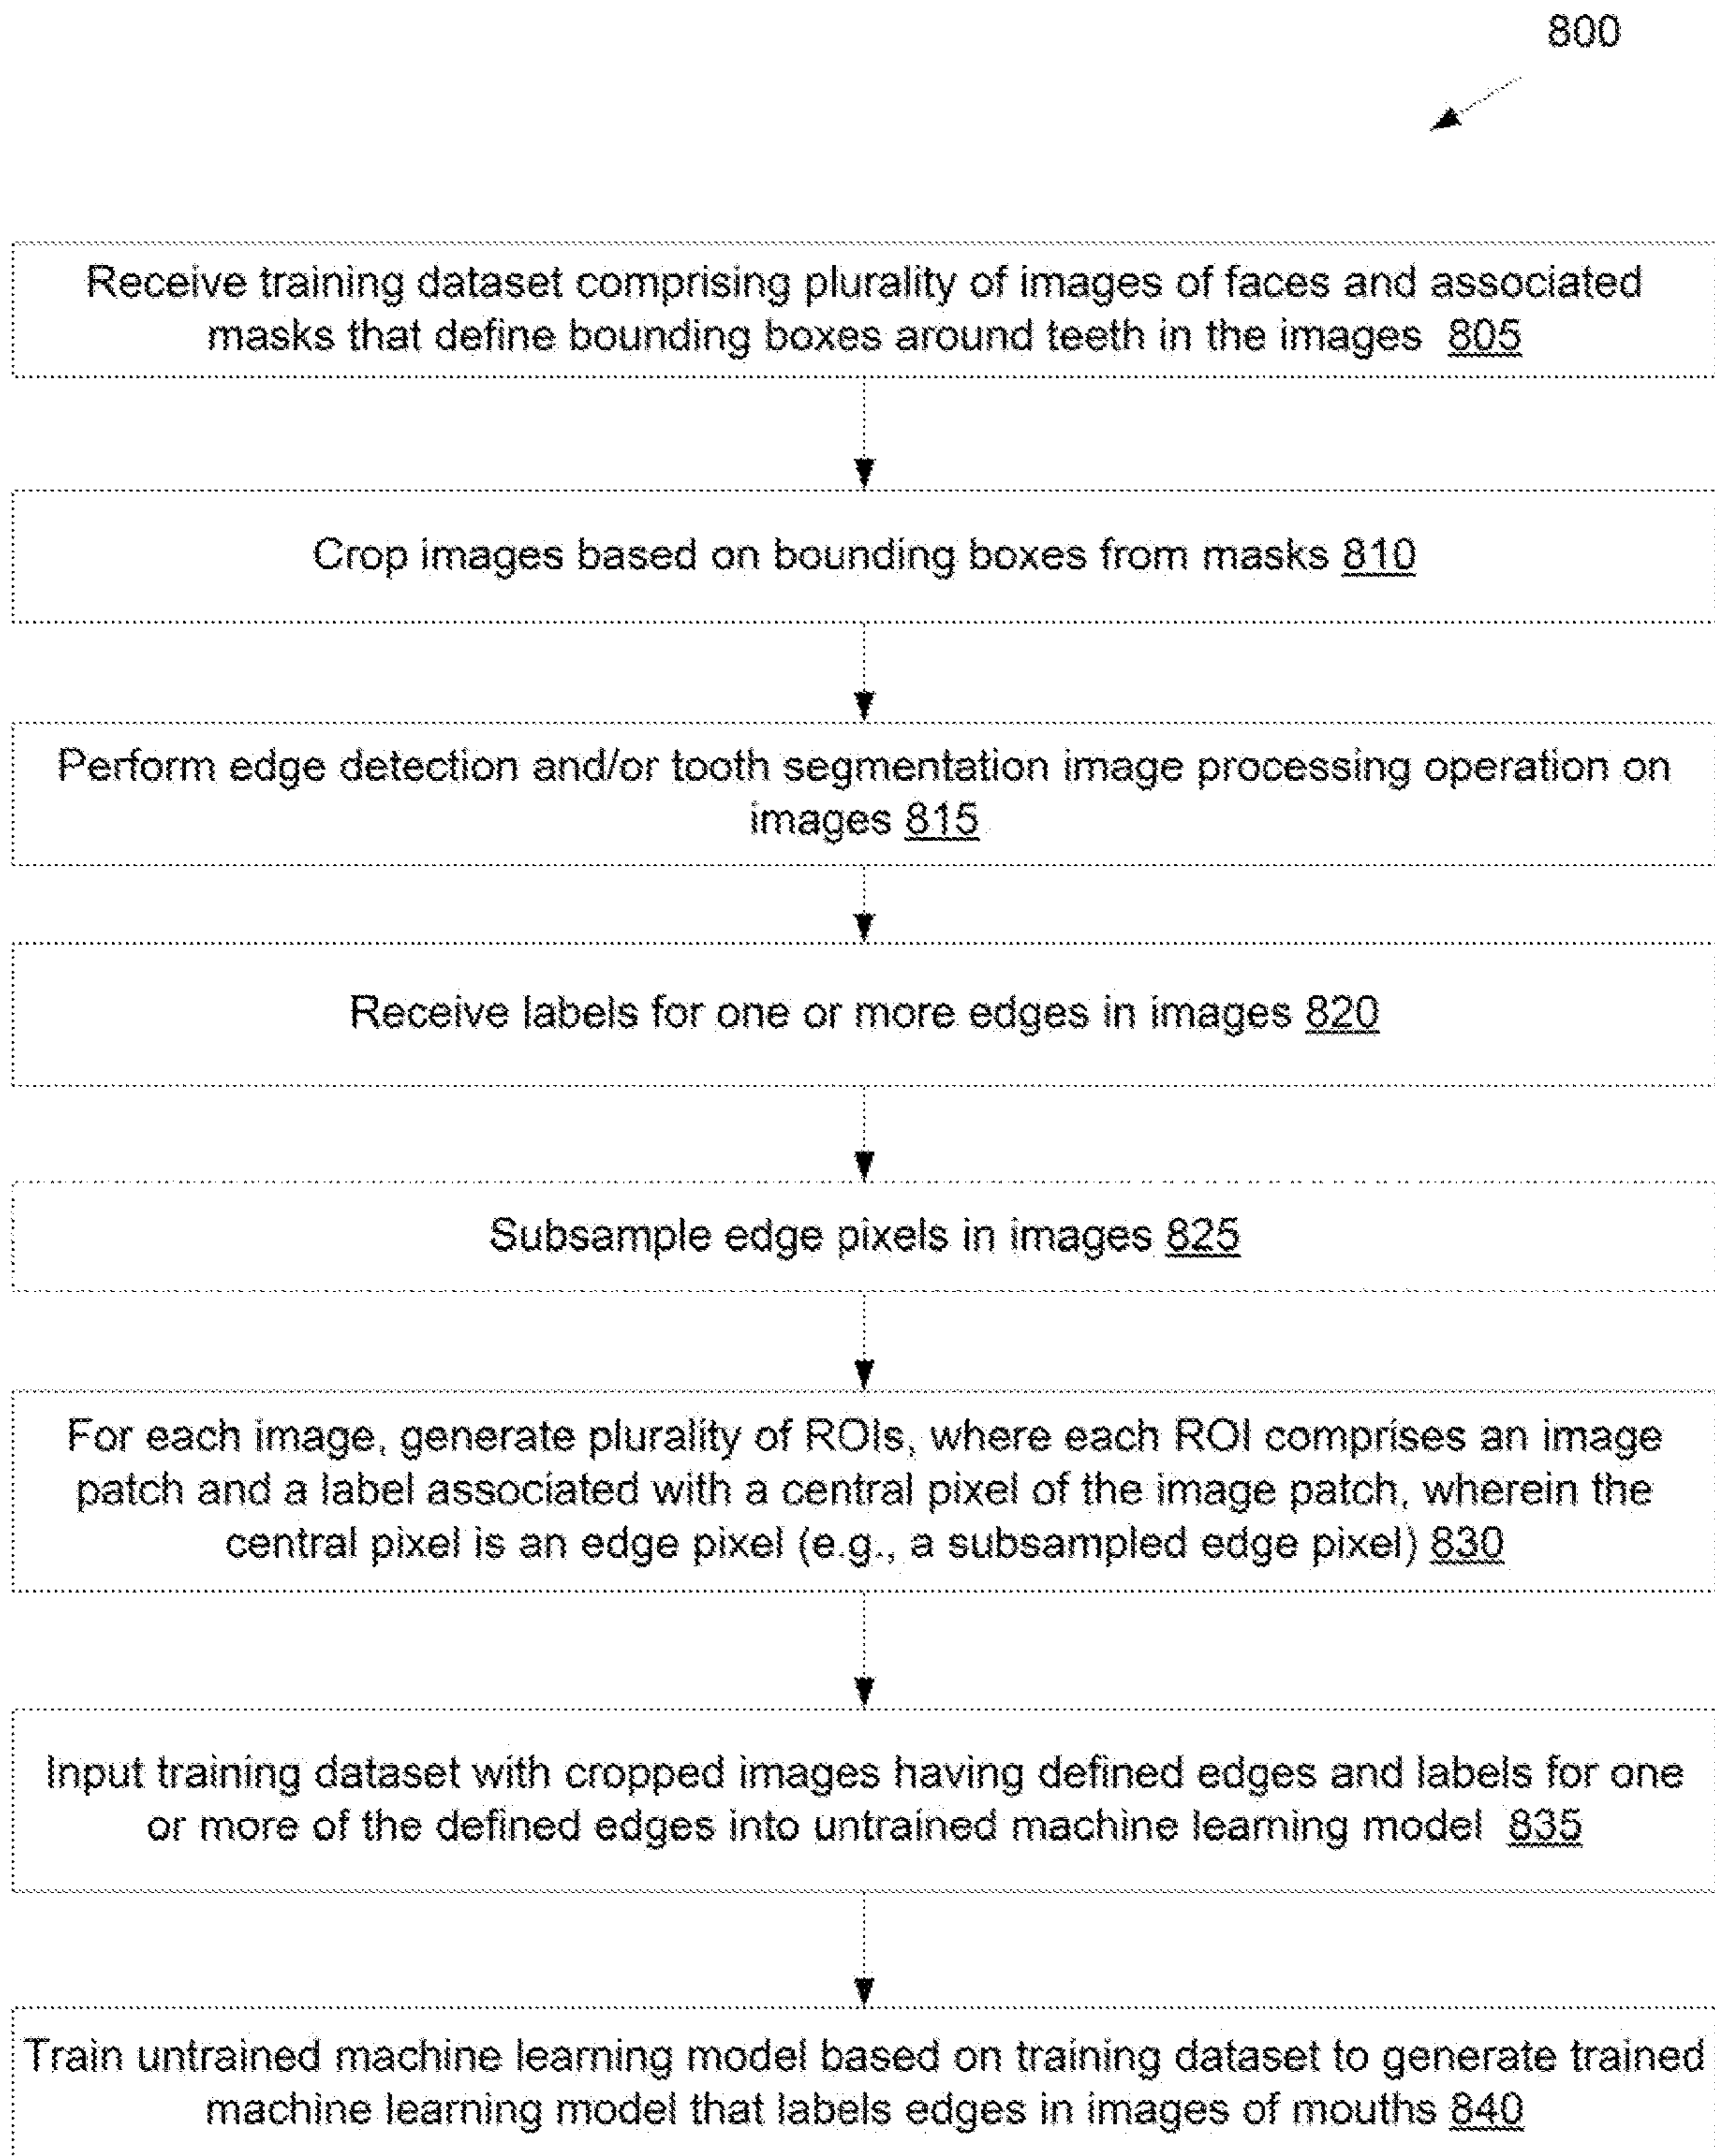 800
Receive training dataset comprising plurality of images of faces and associated
masks that define bounding boxes around teeth in the images 805
Crop images based on bounding boxes from masks 810
Perform edge detection and/or tooth segmentation image processing operation on
images 815
Receive labels for one or more edges in images 820
Subsample edge pixels in images 825
For each image, generate plurality of ROIs, where each ROI comprises an image
patch and a label associated with a central pixel of the image patch, wherein the
central pixel is an edge pixel (e.g., a subsampled edge pixel) 830
Input training dataset with cropped images having defined edges and labels for one
or more of the defined edges into untrained machine learning model 835
Train untrained machine learning model based on training dataset to generate trained
machine learning model that labels edges in images of mouths 840